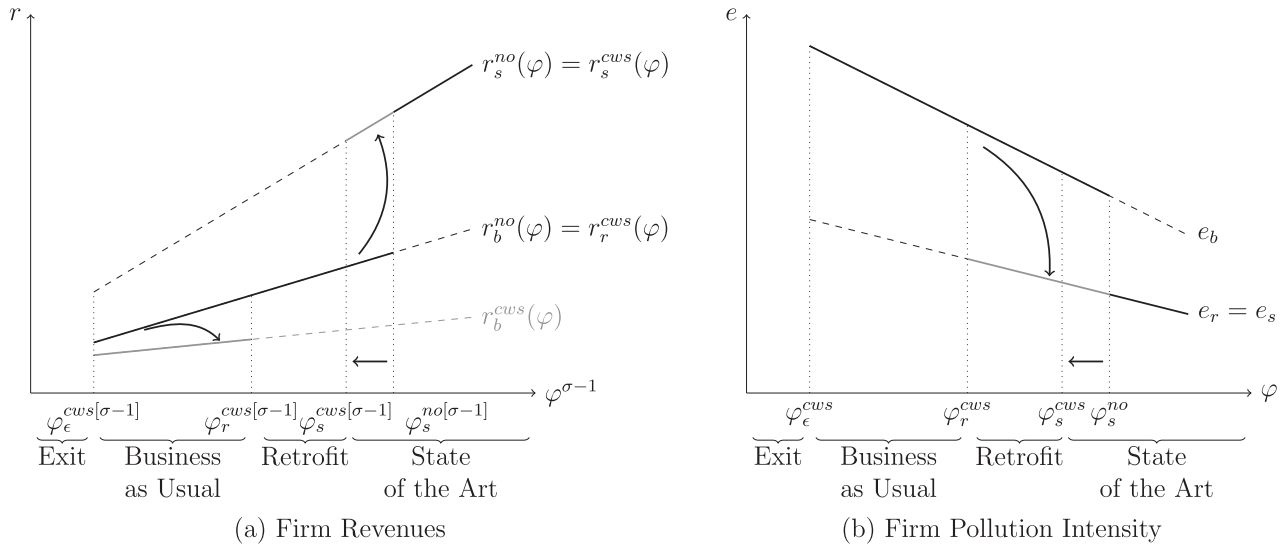 r
r_s^{no}(φ) = r_s^{cws}(φ)
r_b^{no}(φ) = r_r^{cws}(φ)
r_b^{cws}(φ)
φ^{σ−1}
φ_ϵ^{cws[σ−1]} φ_r^{cws[σ−1]} φ_s^{cws[σ−1]} φ_s^{no[σ−1]}
Exit Business Retrofit State
as Usual of the Art
(a) Firm Revenues
e
e_b
e_r = e_s
φ
φ_ϵ^{cws} φ_r^{cws} φ_s^{cws} φ_s^{no}
Exit Business Retrofit State
as Usual of the Art
(b) Firm Pollution Intensity